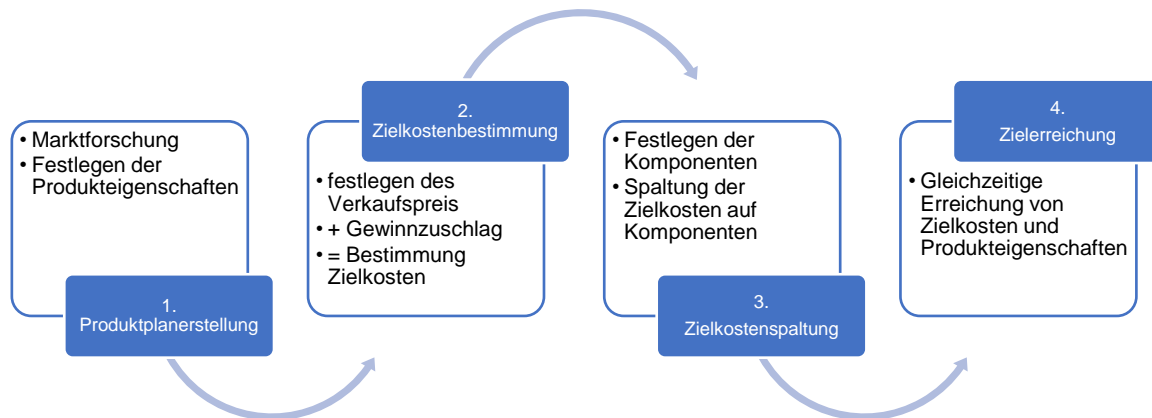 • Marktforschung
• Festlegen der
Produkteigenschaften
1.
Produktplanerstellung
2.
Zielkostenbestimmung
• festlegen des
Verkaufspreis
• + Gewinnzuschlag
• = Bestimmung
Zielkosten
• Festlegen der
Komponenten
• Spaltung der
Zielkosten auf
Komponenten
3.
Zielkostenspaltung
4.
Zielerreichung
• Gleichzeitige
Erreichung von
Zielkosten und
Produkteigenschaften